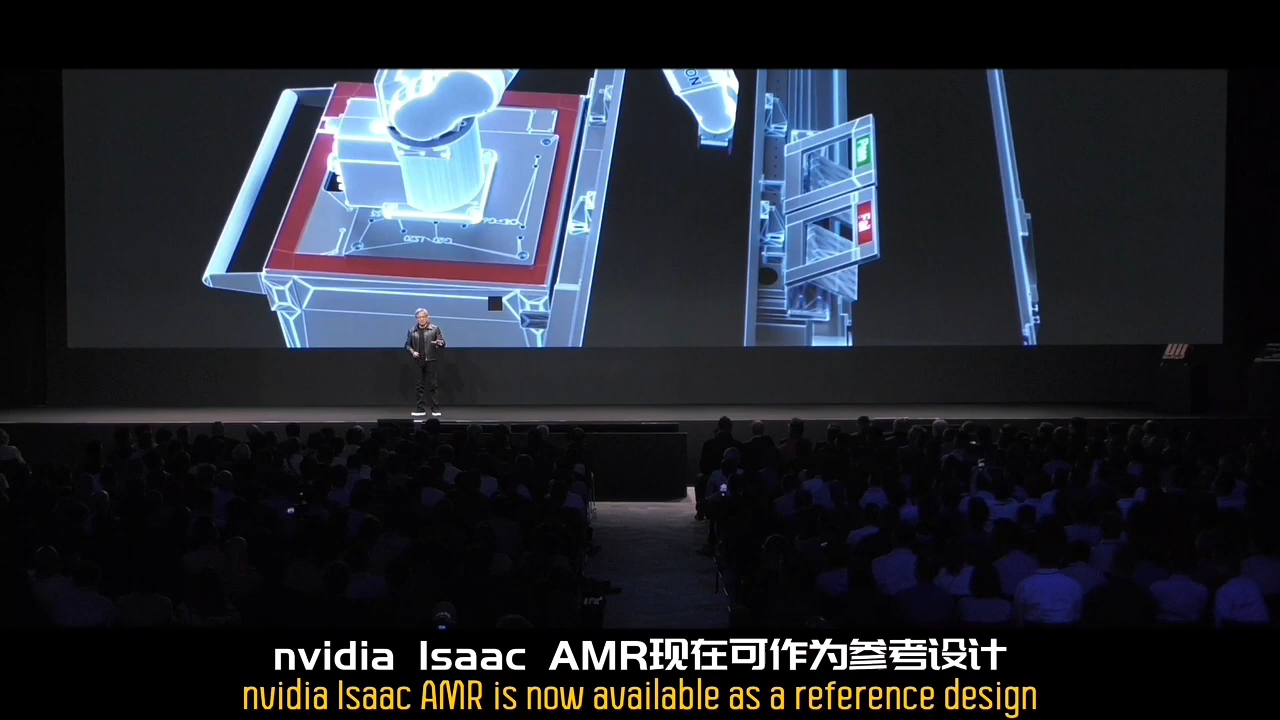 nvidia Isaac AMR现在可作为参考设计
nvidia Isaac AMR is now available as a reference design